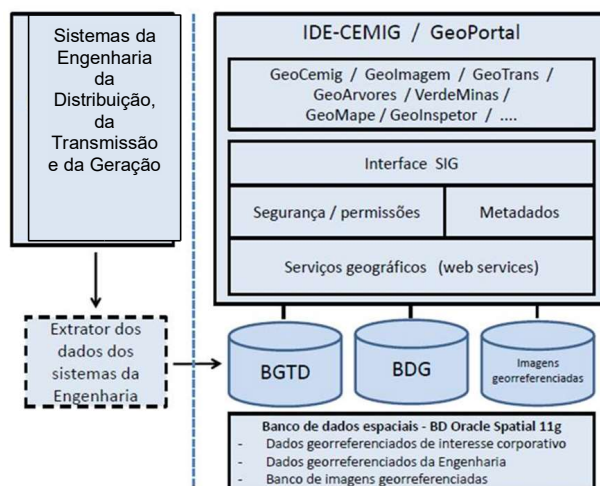 Sistemas da
Engenharia
da
Distribuição,
da
Transmissão
e da Geração
Extrator dos
dados dos
sistemas da
Engenharia
IDE-CEMIG / GeoPortal
GeoCemig / GeoImagem / GeoTrans /
GeoArvores / VerdeMinas /
GeoMape / GeoInspetor / ....
Interface SIG
Segurança / permissões
Metadados
Serviços geográficos (web services)
BGTD
BDG
Imagens
georreferenciadas
Banco de dados espaciais - BD Oracle Spatial 11g
- Dados georreferenciados de interesse corporativo
- Dados georreferenciados da Engenharia
- Banco de imagens georreferenciadas